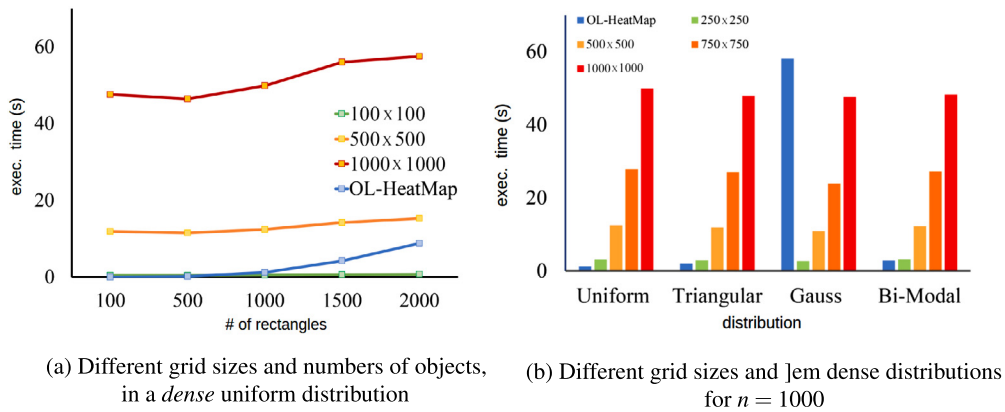 60
40
20
0
exec. time (s)
100 x 100
500 x 500
1000 x 1000
OL-HeatMap
100 500 1000 1500 2000
# of rectangles
(a) Different grid sizes and numbers of objects,
in a dense uniform distribution
OL-HeatMap 250 x 250
500 x 500 750 x 750
1000 x 1000
60
40
20
0
exec. time (s)
Uniform Triangular Gauss Bi-Modal
distribution
(b) Different grid sizes and ]em dense distributions
for n = 1000